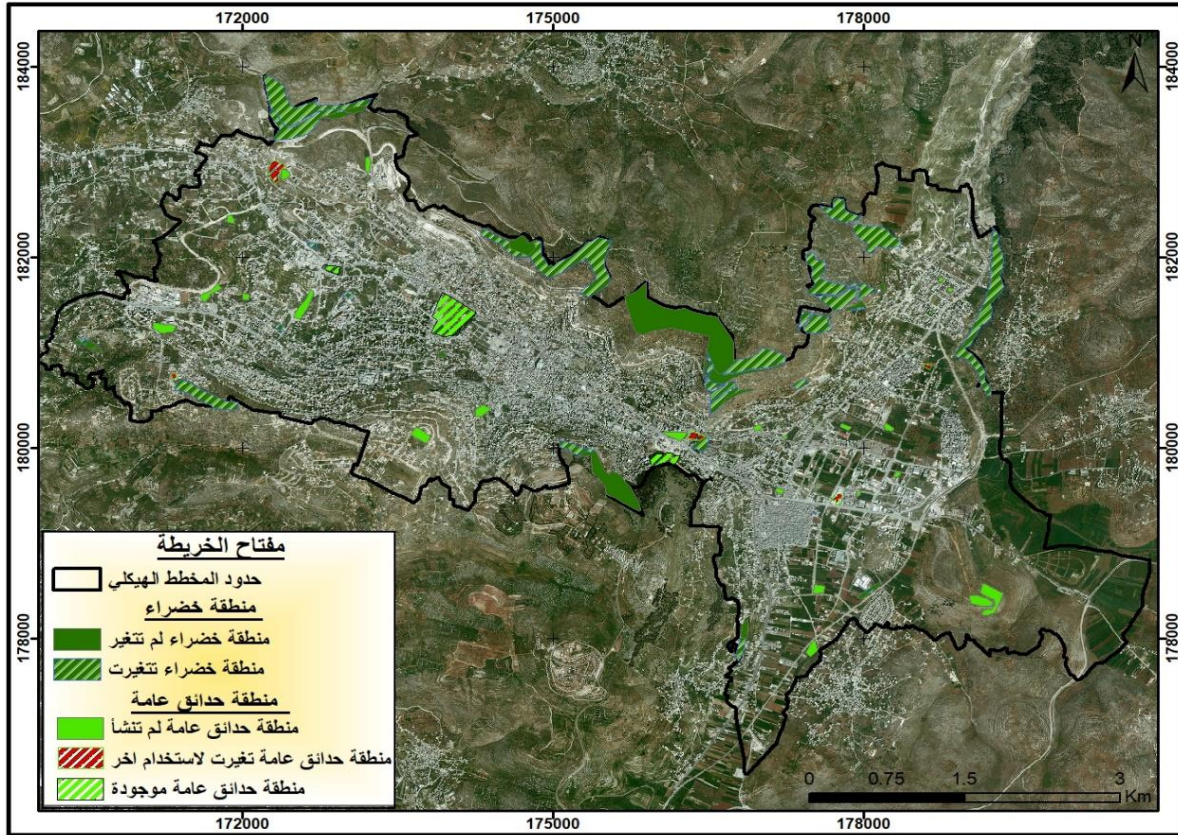 172000 175000 178000
184000 184000
N
182000 182000
180000 180000
178000 178000
مفتاح الخريطة
حدود المخطط الهيكلي
منطقة خضراء
منطقة خضراء لم تتغير
منطقة خضراء تتغيرت
منطقة حدائق عامة
منطقة حدائق عامة لم تنشأ
منطقة حدائق عامة تغيرت لاستخدام اخر
منطقة حدائق عامة موجودة
0 0.75 1.5 3
Km
172000 175000 178000